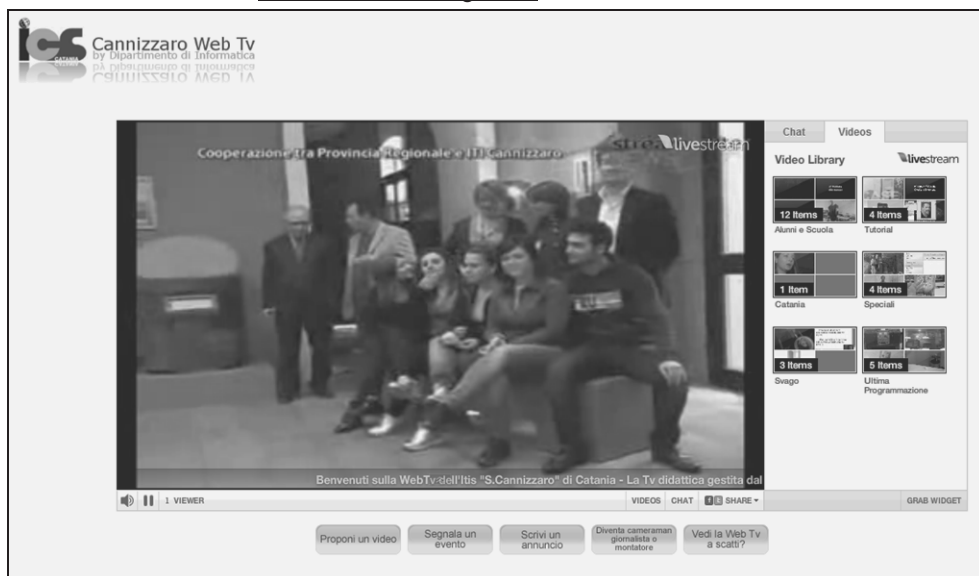 ics
CATANIA
Cannizzaro Web Tv
by Dipartimento di Informatica
Cooperazione tra Provincia Regionale e ITI Cannizzaro
livestream
Benvenuti sulla WebTv dell'Itis "S.Cannizzaro" di Catania - La Tv didattica gestita dal
1 VIEWER
VIDEOS CHAT SHARE
Chat Videos
Video Library livestream
12 Items
Alunni e Scuola
4 Items
Tutorial
1 Item
Catania
4 Items
Speciali
3 Items
Svago
5 Items
Ultima
Programmazione
GRAB WIDGET
Proponi un video
Segnala un
evento
Scrivi un
annuncio
Diventa cameraman
giornalista o
montatore
Vedi la Web Tv
a scatti?